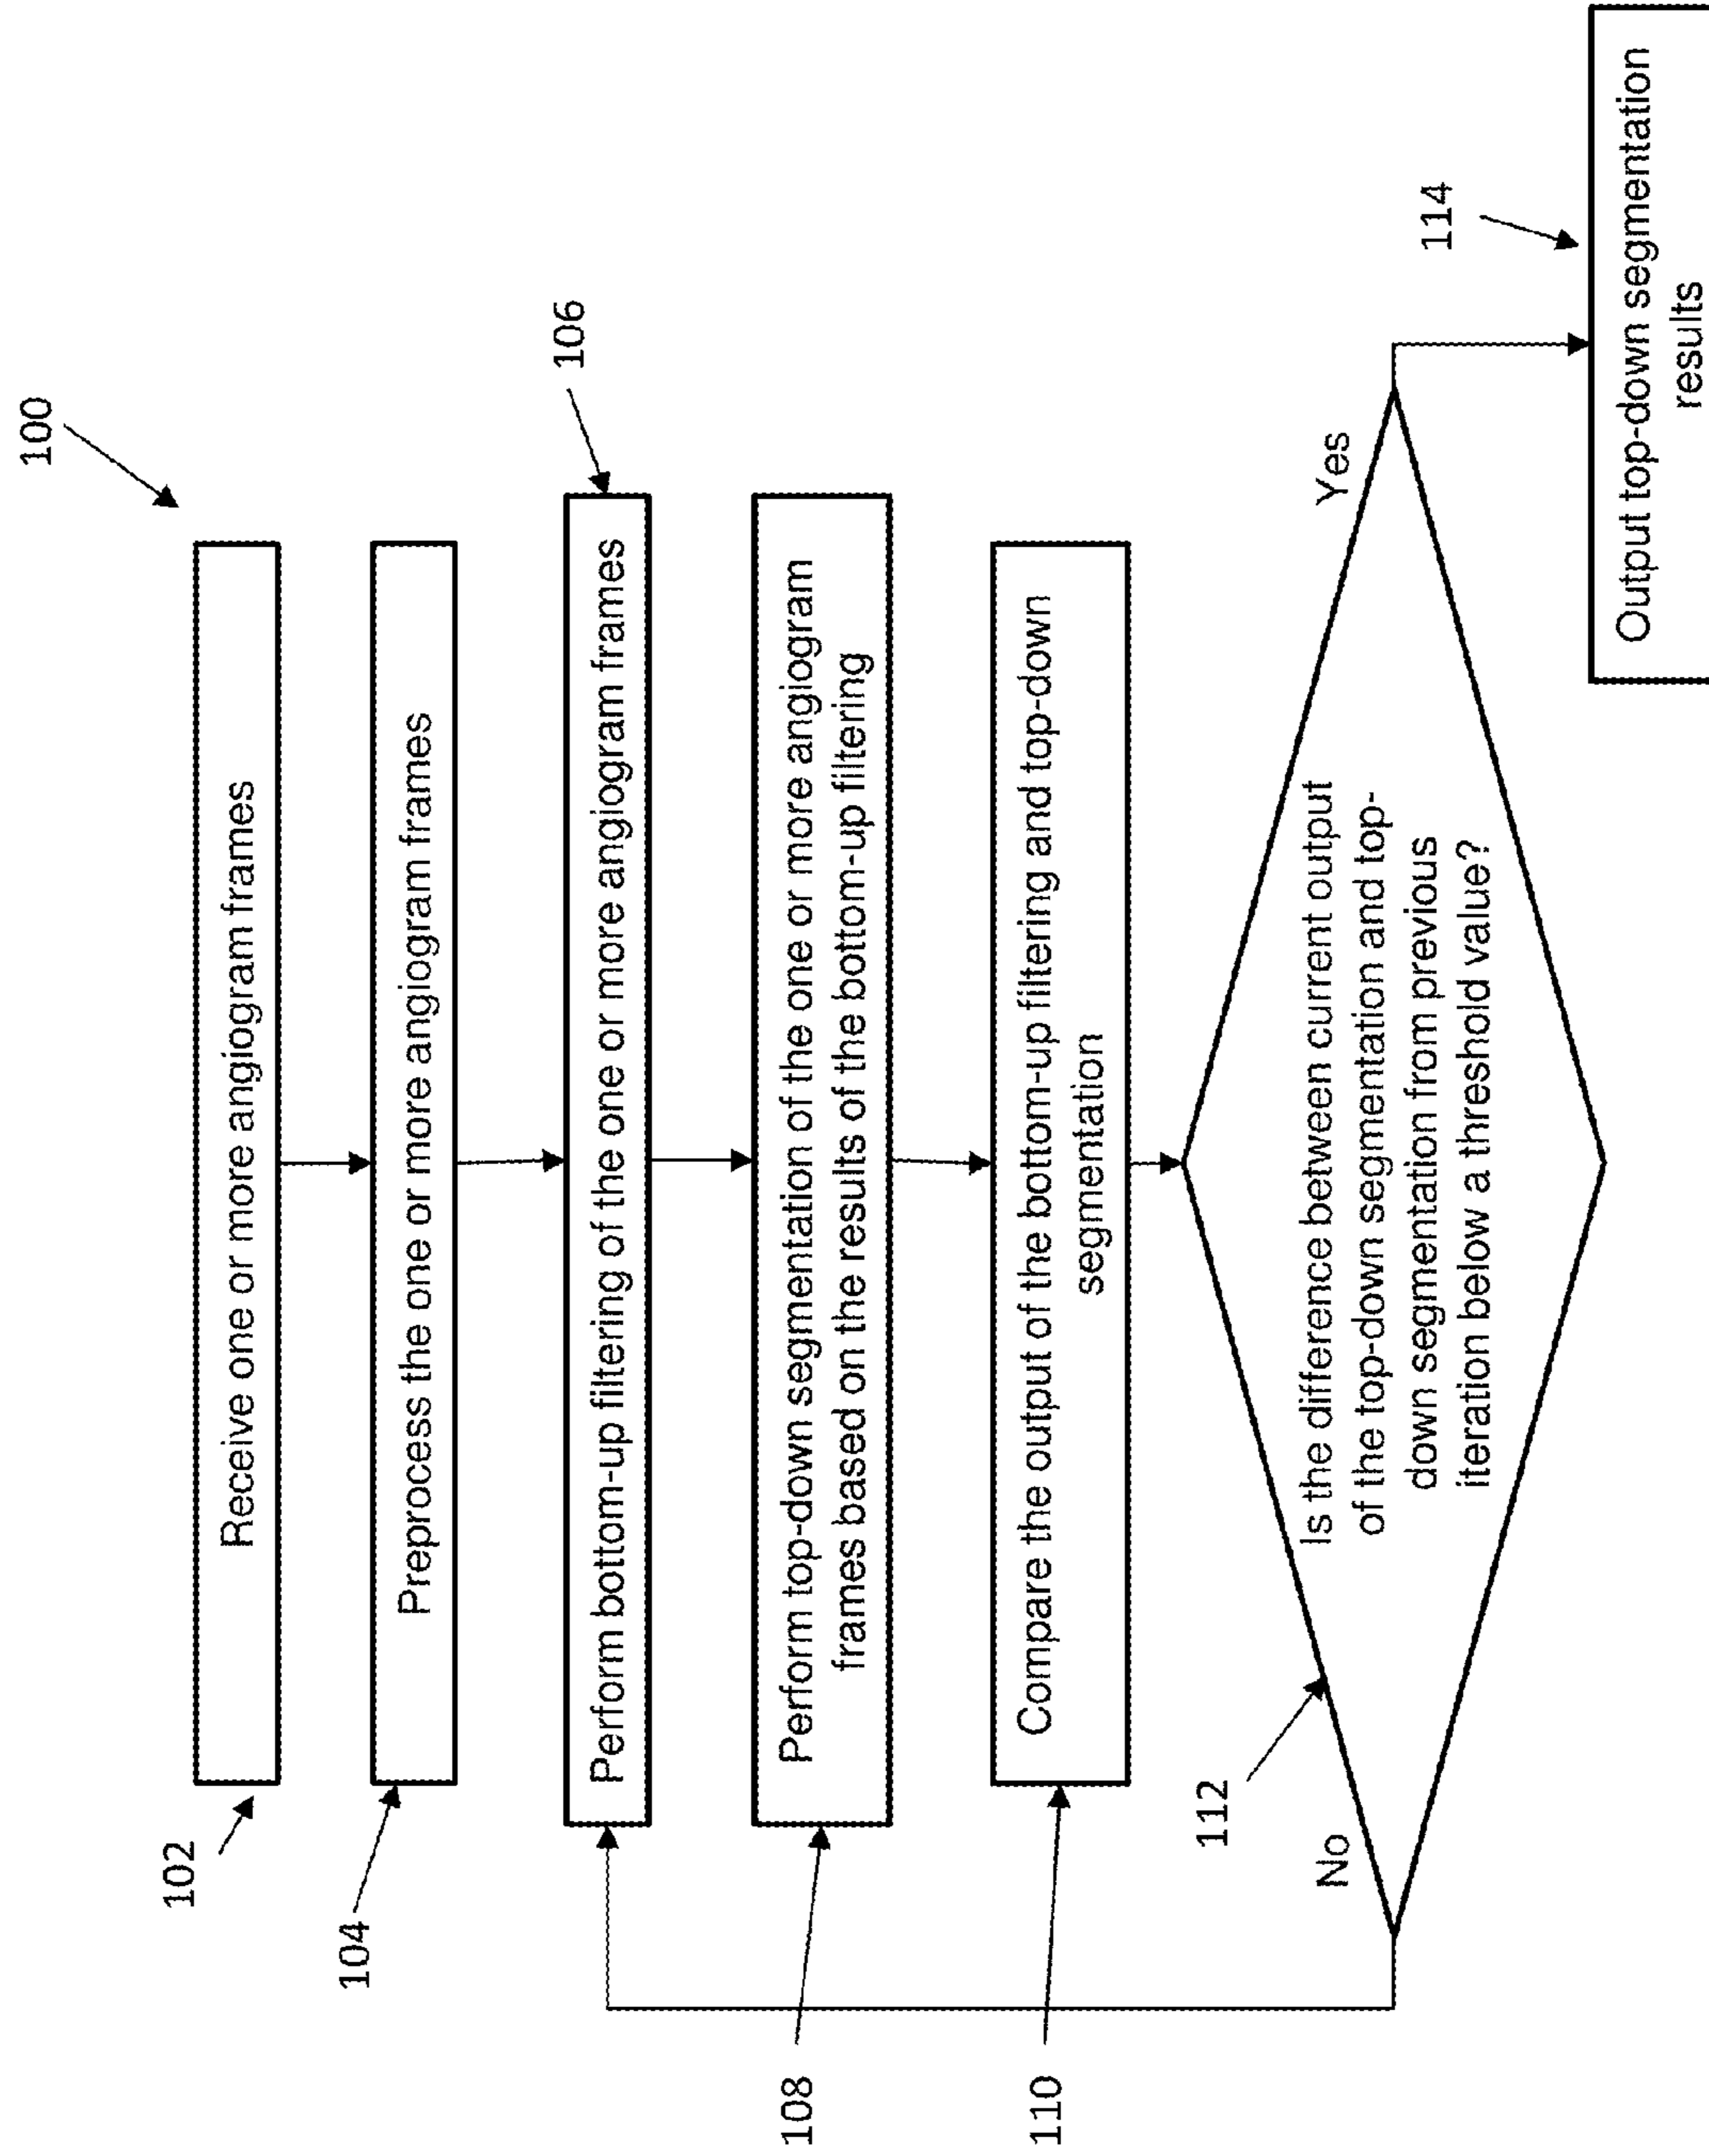 100
102
Receive one or more angiogram frames
104
Preprocess the one or more angiogram frames
106
Perform bottom-up filtering of the one or more angiogram frames
108
Perform top-down segmentation of the one or more angiogram
frames based on the results of the bottom-up filtering
110
Compare the output of the bottom-up filtering and top-down
segmentation
112
No
Yes
Is the difference between current output
of the top-down segmentation and top-
down segmentation from previous
iteration below a threshold value?
114
Output top-down segmentation
results